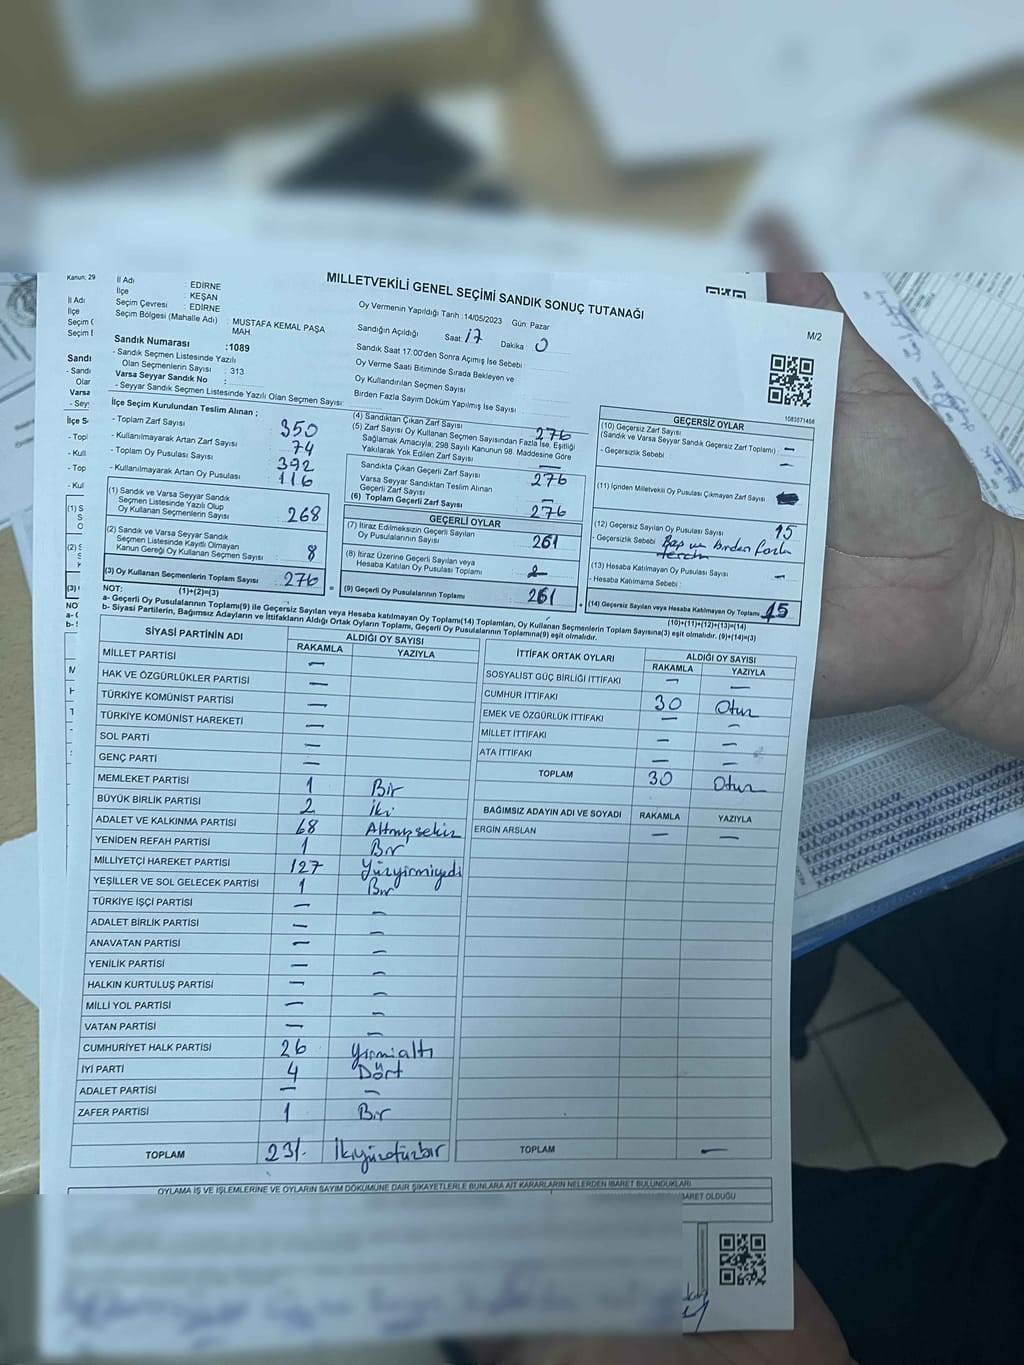 MİLLETVEKİLİ GENEL SEÇİMİ SANDIK SONUÇ TUTANAĞI
M/2
Kanun: 29
İl Adı : EDİRNE
İlçe : KEŞAN
Seçim Çevresi : EDİRNE
Seçim Bölgesi (Mahalle Adı) : MUSTAFA KEMAL PAŞA MAH.
Sandık Numarası :1089
- Sandık Seçmen Listesinde Yazılı
Olan Seçmenlerin Sayısı : 313
Varsa Seyyar Sandık No :
- Seyyar Sandık Seçmen Listesinde Yazılı Olan Seçmen Sayısı:
Oy Vermenin Yapıldığı Tarih :14/05/2023 Gün: Pazar
Sandığın Açıldığı Saat: 17 Dakika 0
Sandık Saat 17.00'den Sonra Açılmış İse Sebebi :
Oy Verme Saati Bitiminde Sırada Bekleyen ve
Oy Kullandırılan Seçmen Sayısı
Birden Fazla Sayım Döküm Yapılmış İse Sayısı
1083071458
İlçe Seçim Kurulundan Teslim Alınan ;
- Toplam Zarf Sayısı : 350
- Kullanılmayarak Artan Zarf Sayısı : 74
- Toplam Oy Pusulası Sayısı : 392
- Kullanılmayarak Artan Oy Pusulası : 116
(1) Sandık ve Varsa Seyyar Sandık
Seçmen Listesinde Yazılı Olup
Oy Kullanan Seçmenlerin Sayısı : 268
(2) Sandık ve Varsa Seyyar Sandık
Seçmen Listesinde Kayıtlı Olmayan
Kanun Gereği Oy Kullanan Seçmen Sayısı : 8
(3) Oy Kullanan Seçmenlerin Toplam Sayısı : 276
(1)+(2)=(3)
(4) Sandıktan Çıkan Zarf Sayısı : 276
(5) Zarf Sayısı Oy Kullanan Seçmen Sayısından Fazla İse, Eşitliği
Sağlamak Amacıyla, 298 Sayılı Kanunun 98. Maddesine Göre
Yakılarak Yok Edilen Zarf Sayısı : —
Sandıkta Çıkan Geçerli Zarf Sayısı : 276
Varsa Seyyar Sandıktan Teslim Alınan
Geçerli Zarf Sayısı : —
(6) Toplam Geçerli Zarf Sayısı : 276
GEÇERLİ OYLAR
(7) İtiraz Edilmeksizin Geçerli Sayılan
Oy Pusulalarının Sayısı : 261
(8) İtiraz Üzerine Geçerli Sayılan veya
Hesaba Katılan Oy Pusulası Toplamı :
(9) Geçerli Oy Pusulalarının Toplamı : 261
GEÇERSİZ OYLAR
(10) Geçersiz Zarf Sayısı
(Sandık ve Varsa Seyyar Sandık Geçersiz Zarf Toplamı) : —
- Geçersizlik Sebebi : —
(11) İçinden Milletvekili Oy Pusulası Çıkmayan Zarf Sayısı
(12) Geçersiz Sayılan Oy Pusulası Sayısı : 15
- Geçersizlik Sebebi : birden fazla
tercih
(13) Hesaba Katılmayan Oy Pusulası Sayısı : —
- Hesaba Katılmama Sebebi :
(14) Geçersiz Sayılan veya Hesaba Katılmayan Oy Toplamı : 15
(10)+(11)+(12)+(13)=(14)
NOT:
a- Geçerli Oy Pusulalarının Toplamı(9) ile Geçersiz Sayılan veya Hesaba katılmayan Oy Toplamı(14) Toplamları, Oy Kullanan Seçmenlerin Toplam Sayısına(3) eşit olmalıdır. (9)+(14)=(3)
b- Siyasi Partilerin, Bağımsız Adayların ve İttifakların Aldığı Ortak Oyların Toplamı, Geçerli Oy Pusulalarının Toplamına(9) eşit olmalıdır.
SİYASİ PARTİNİN ADI ALDIĞI OY SAYISI
RAKAMLA YAZIYLA
MİLLET PARTİSİ —
HAK VE ÖZGÜRLÜKLER PARTİSİ —
TÜRKİYE KOMÜNİST PARTİSİ —
TÜRKİYE KOMÜNİST HAREKETİ —
SOL PARTİ —
GENÇ PARTİ —
MEMLEKET PARTİSİ 1 Bir
BÜYÜK BİRLİK PARTİSİ 2 İki
ADALET VE KALKINMA PARTİSİ 68 Altmışsekiz
YENİDEN REFAH PARTİSİ 1 Bir
MİLLİYETÇİ HAREKET PARTİSİ 127 Yüzyirmiyedi
YEŞİLLER VE SOL GELECEK PARTİSİ 1 Bir
TÜRKİYE İŞÇİ PARTİSİ — —
ADALET BİRLİK PARTİSİ — —
ANAVATAN PARTİSİ — —
YENİLİK PARTİSİ — —
HALKIN KURTULUŞ PARTİSİ — —
MİLLİ YOL PARTİSİ — —
VATAN PARTİSİ — —
CUMHURİYET HALK PARTİSİ 26 Yirmialtı
İYİ PARTİ 4 Dört
ADALET PARTİSİ — —
ZAFER PARTİSİ 1 Bir
TOPLAM 231. İkiyüzotuzbir
İTTİFAK ORTAK OYLARI ALDIĞI OY SAYISI
RAKAMLA YAZIYLA
SOSYALİST GÜÇ BİRLİĞİ İTTİFAKI — —
CUMHUR İTTİFAKI 30 Otuz
EMEK VE ÖZGÜRLÜK İTTİFAKI — —
MİLLET İTTİFAKI — —
ATA İTTİFAKI — —
TOPLAM 30 Otuz
BAĞIMSIZ ADAYIN ADI VE SOYADI RAKAMLA YAZIYLA
ERGİN ARSLAN — —
TOPLAM —
OYLAMA İŞ VE İŞLEMLERİNE VE OYLARIN SAYIM DÖKÜMÜNE DAİR ŞİKAYETLERLE BUNLARA AİT KARARLARIN NELERDEN İBARET BULUNDUKLARI
BARET OLDUĞU